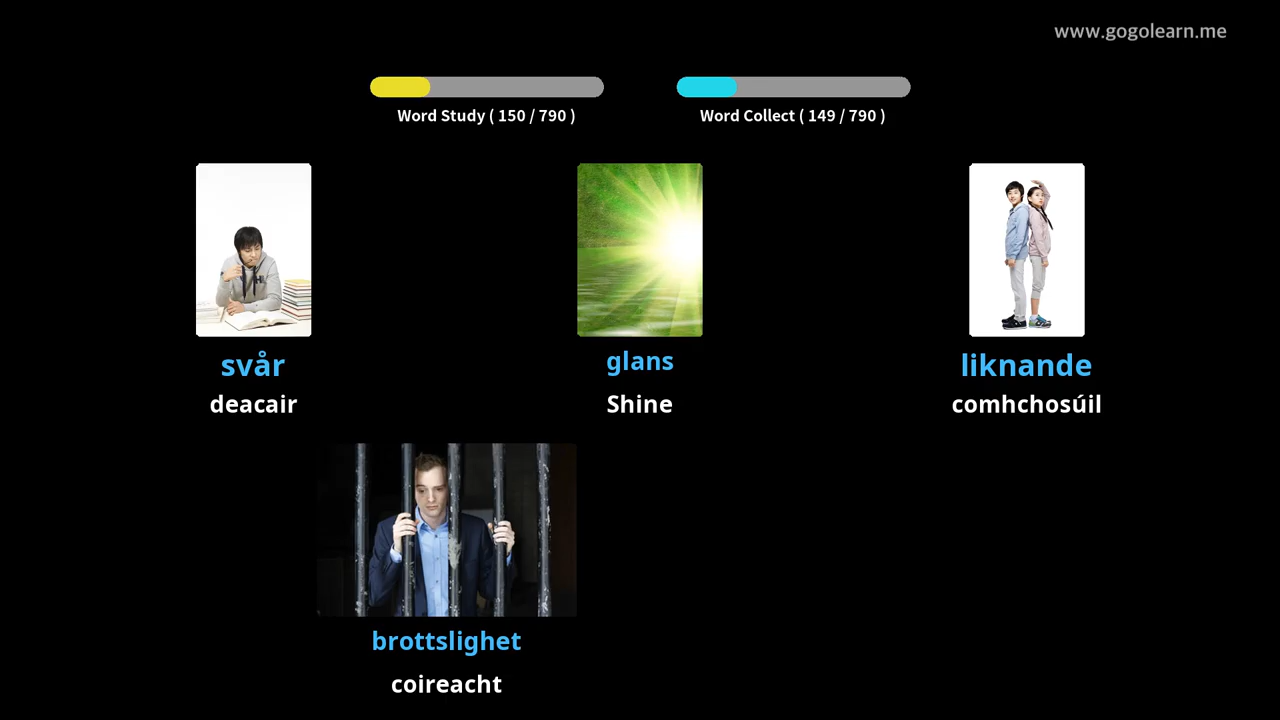 www.gogolearn.me
Word Study ( 150 / 790 )
Word Collect ( 149 / 790 )
svår
deacair
glans
Shine
liknande
comhchosúil
brottslighet
coireacht